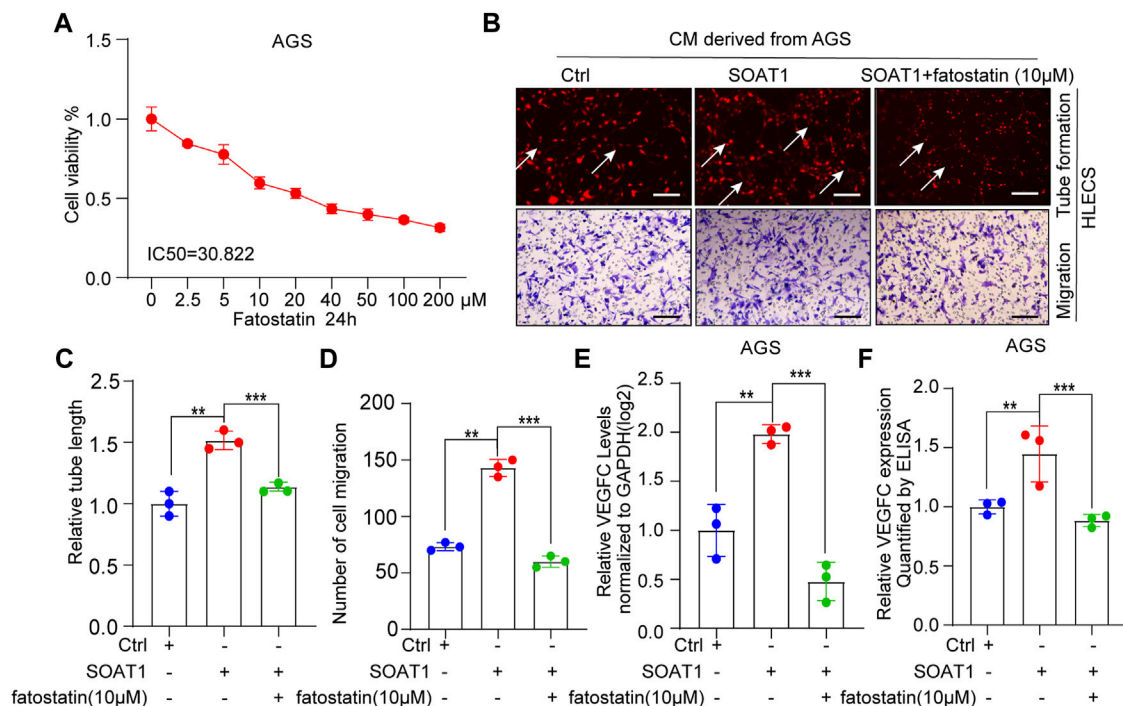 A
AGS
Cell viability %
1.5
1.0
0.5
0.0
IC50=30.822
0 2.5 5 10 20 40 50 100 200 µM
Fatostatin 24h
B
CM derived from AGS
Ctrl SOAT1 SOAT1+fatostatin (10µM)
Tube formation
Migration
HLECS
C
Relative tube length
2.5
2.0
1.5
1.0
0.5
0.0
** ***
Ctrl + - -
SOAT1 - + +
fatostatin(10µM) - - +
D
Number of cell migration
200
150
100
50
0
** ***
+ - -
SOAT1 - + +
fatostatin(10µM) - - +
E
AGS
Relative VEGFC Levels
normalized to GAPDH(log2)
2.5
2.0
1.5
1.0
0.5
0.0
** ***
Ctrl + - -
SOAT1 - + +
fatostatin(10µM) - - +
F
AGS
Relative VEGFC expression
Quantified by ELISA
2.0
1.5
1.0
0.5
0.0
** ***
Ctrl + - -
SOAT1 - + +
fatostatin(10µM) - - +